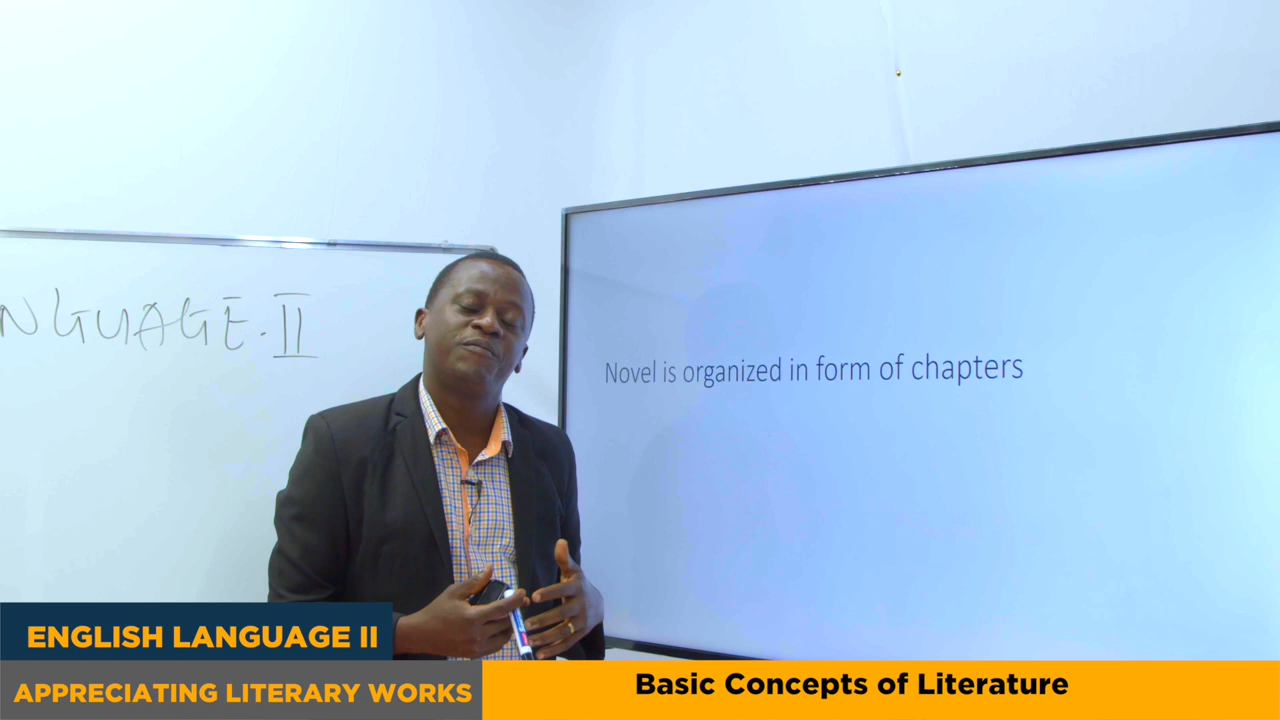 NGUAGE. II
Novel is organized in form of chapters
ENGLISH LANGUAGE II
APPRECIATING LITERARY WORKS
Basic Concepts of Literature